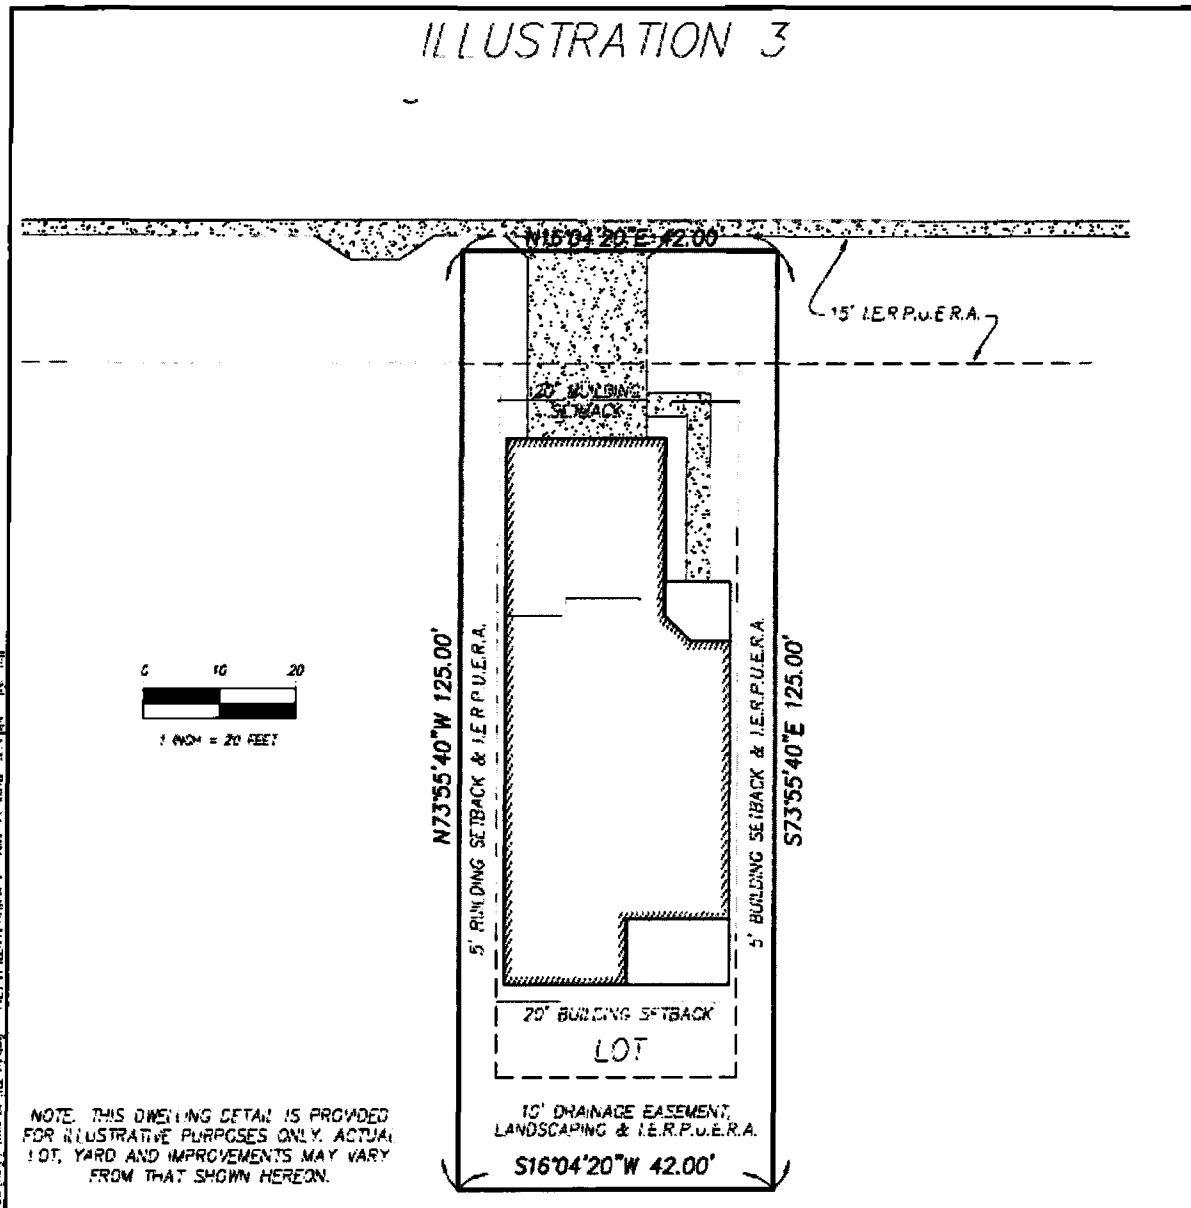 ILLUSTRATION 3
N16°04'20"E 42.00'
15' I.E.R.P.U.E.R.A.
20' BUILDING
SETBACK
N73°55'40"W 125.00'
5' BUILDING SETBACK & I.E.R.P.U.E.R.A.
5' BUILDING SETBACK & I.E.R.P.U.E.R.A.
S73°55'40"E 125.00'
0 10 20
1 INCH = 20 FEET
20' BUILDING SETBACK
LOT
10' DRAINAGE EASEMENT,
LANDSCAPING & I.E.R.P.U.E.R.A.
S16°04'20"W 42.00'
NOTE: THIS DWELLING DETAIL IS PROVIDED
FOR ILLUSTRATIVE PURPOSES ONLY. ACTUAL
LOT, YARD AND IMPROVEMENTS MAY VARY
FROM THAT SHOWN HEREON.